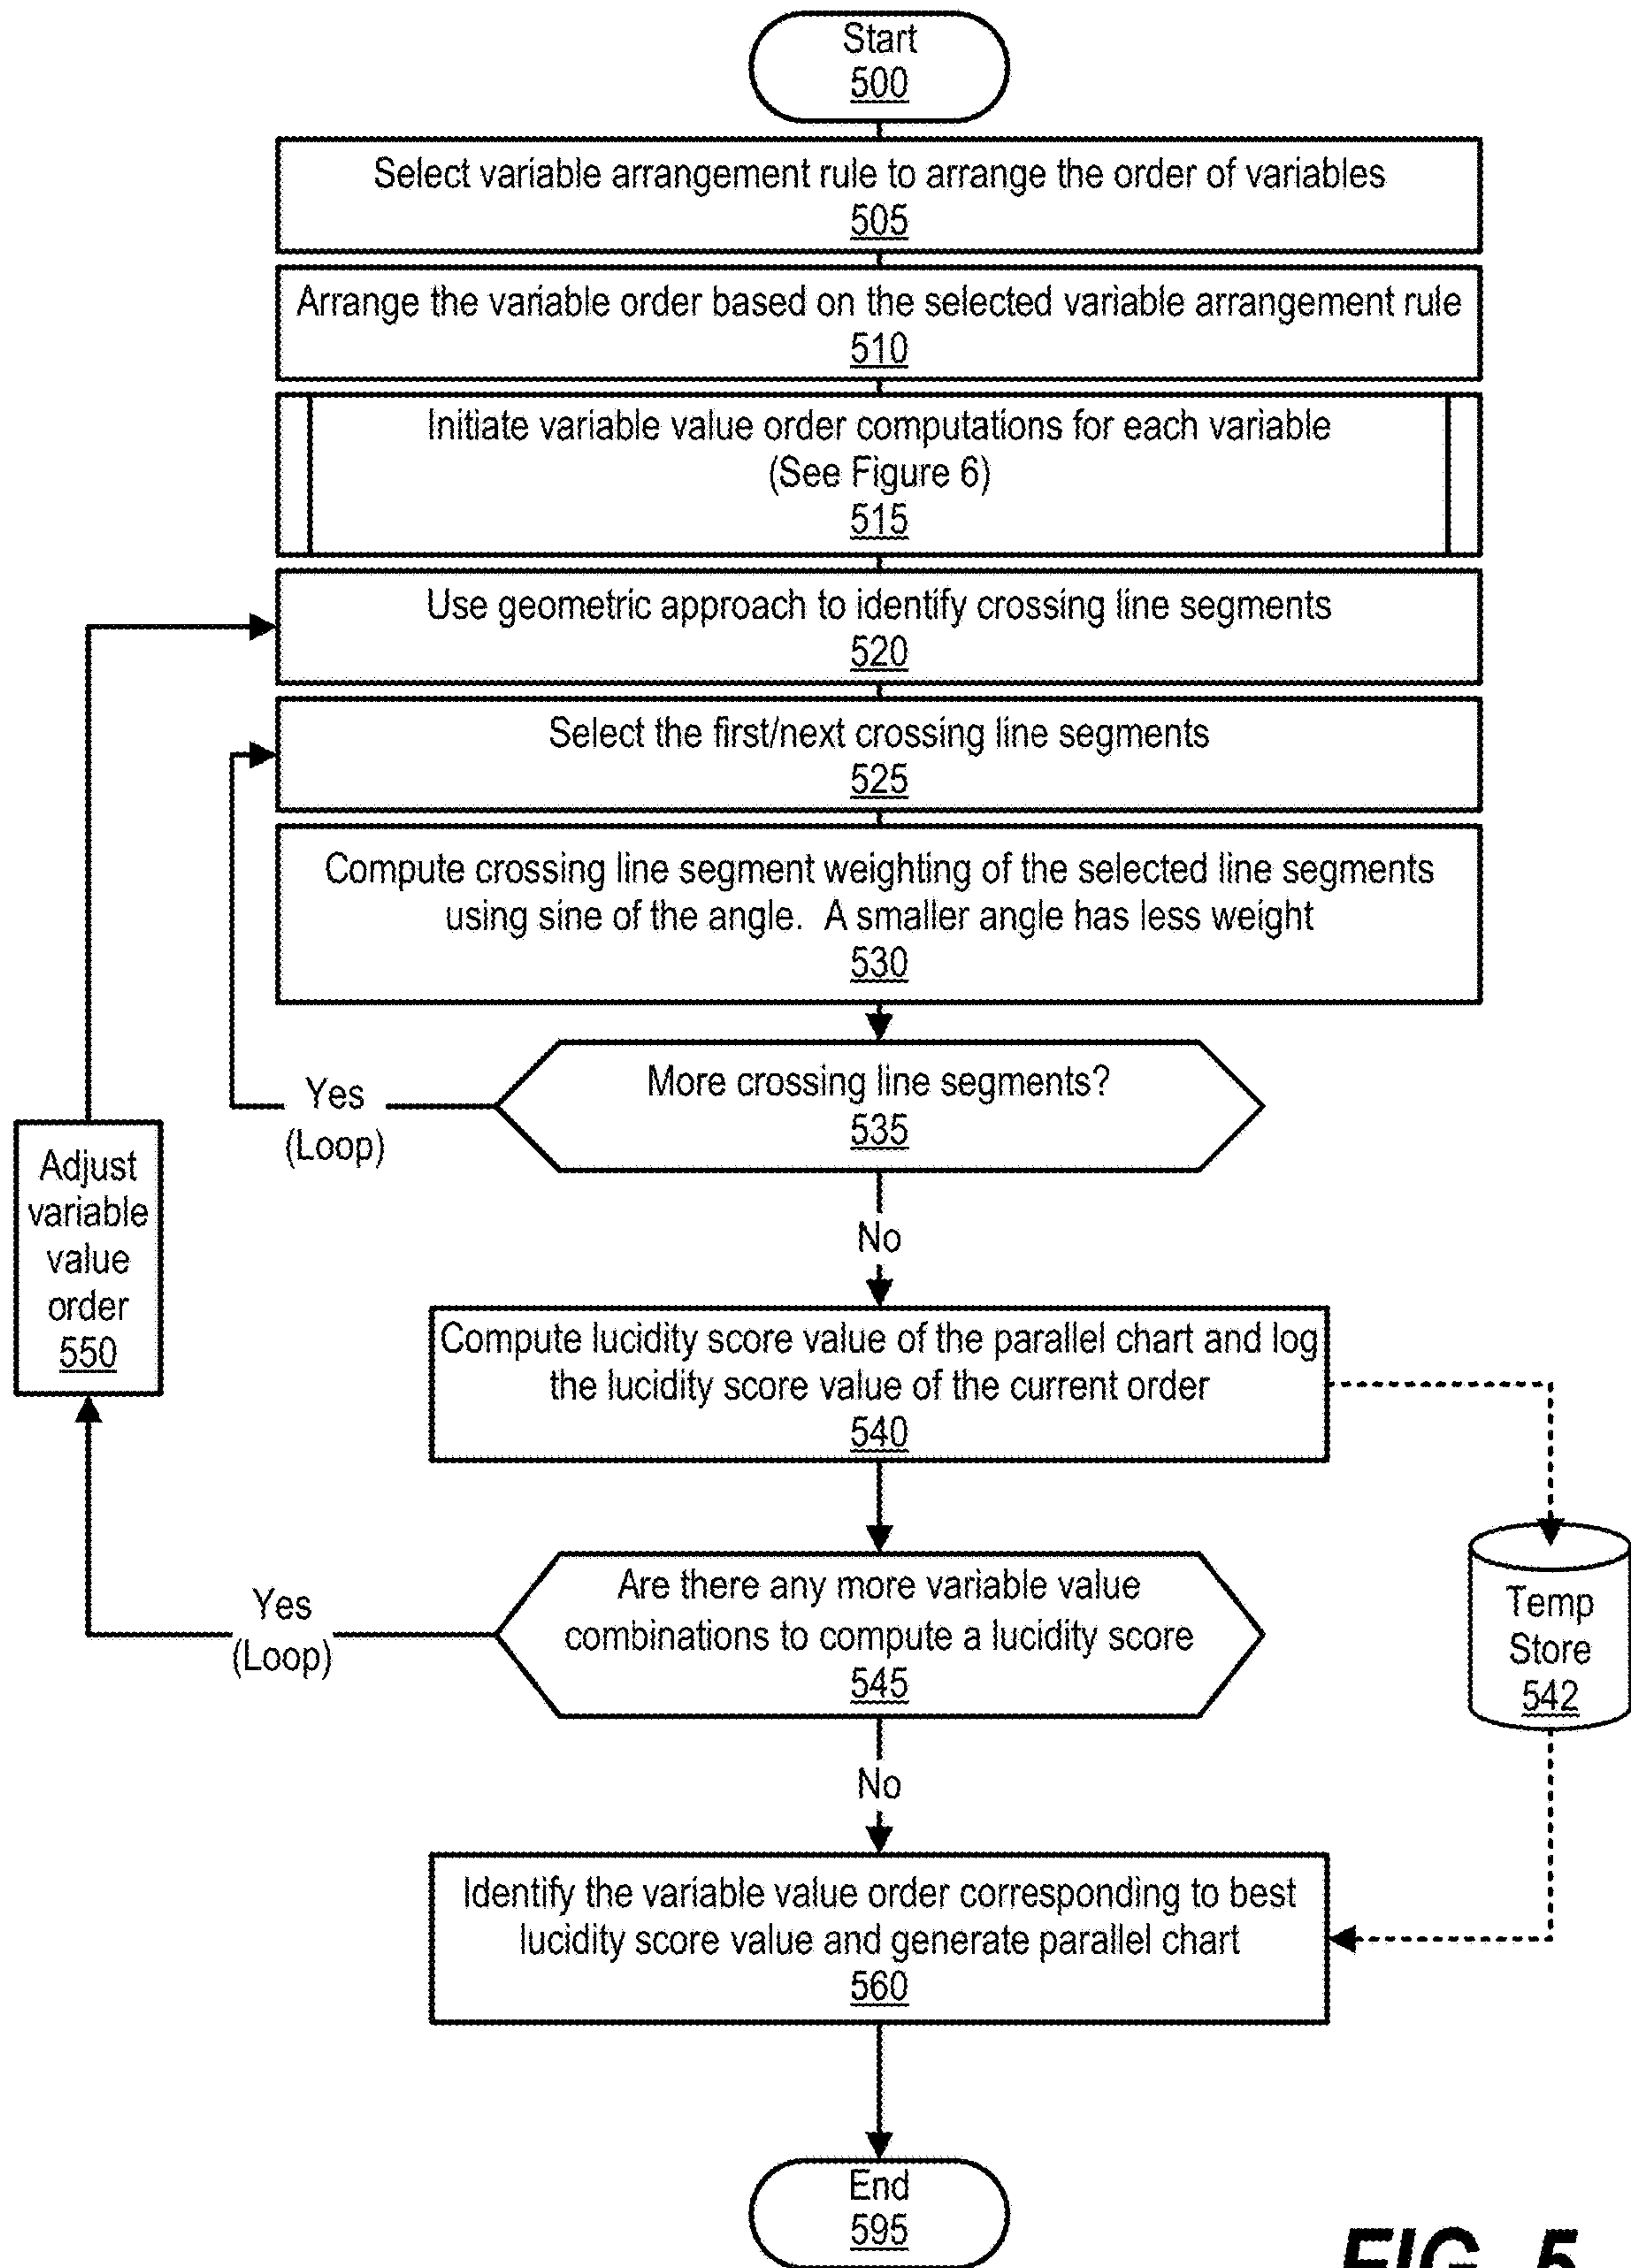 Start
500
Select variable arrangement rule to arrange the order of variables
505
Arrange the variable order based on the selected variable arrangement rule
510
Initiate variable value order computations for each variable
(See Figure 6)
515
Use geometric approach to identify crossing line segments
520
Select the first/next crossing line segments
525
Compute crossing line segment weighting of the selected line segments
using sine of the angle. A smaller angle has less weight
530
More crossing line segments?
535
Yes
(Loop)
Adjust
variable
value
order
550
No
Compute lucidity score value of the parallel chart and log
the lucidity score value of the current order
540
Are there any more variable value
combinations to compute a lucidity score
545
Yes
(Loop)
Temp
Store
542
No
Identify the variable value order corresponding to best
lucidity score value and generate parallel chart
560
End
595
FIG. 5